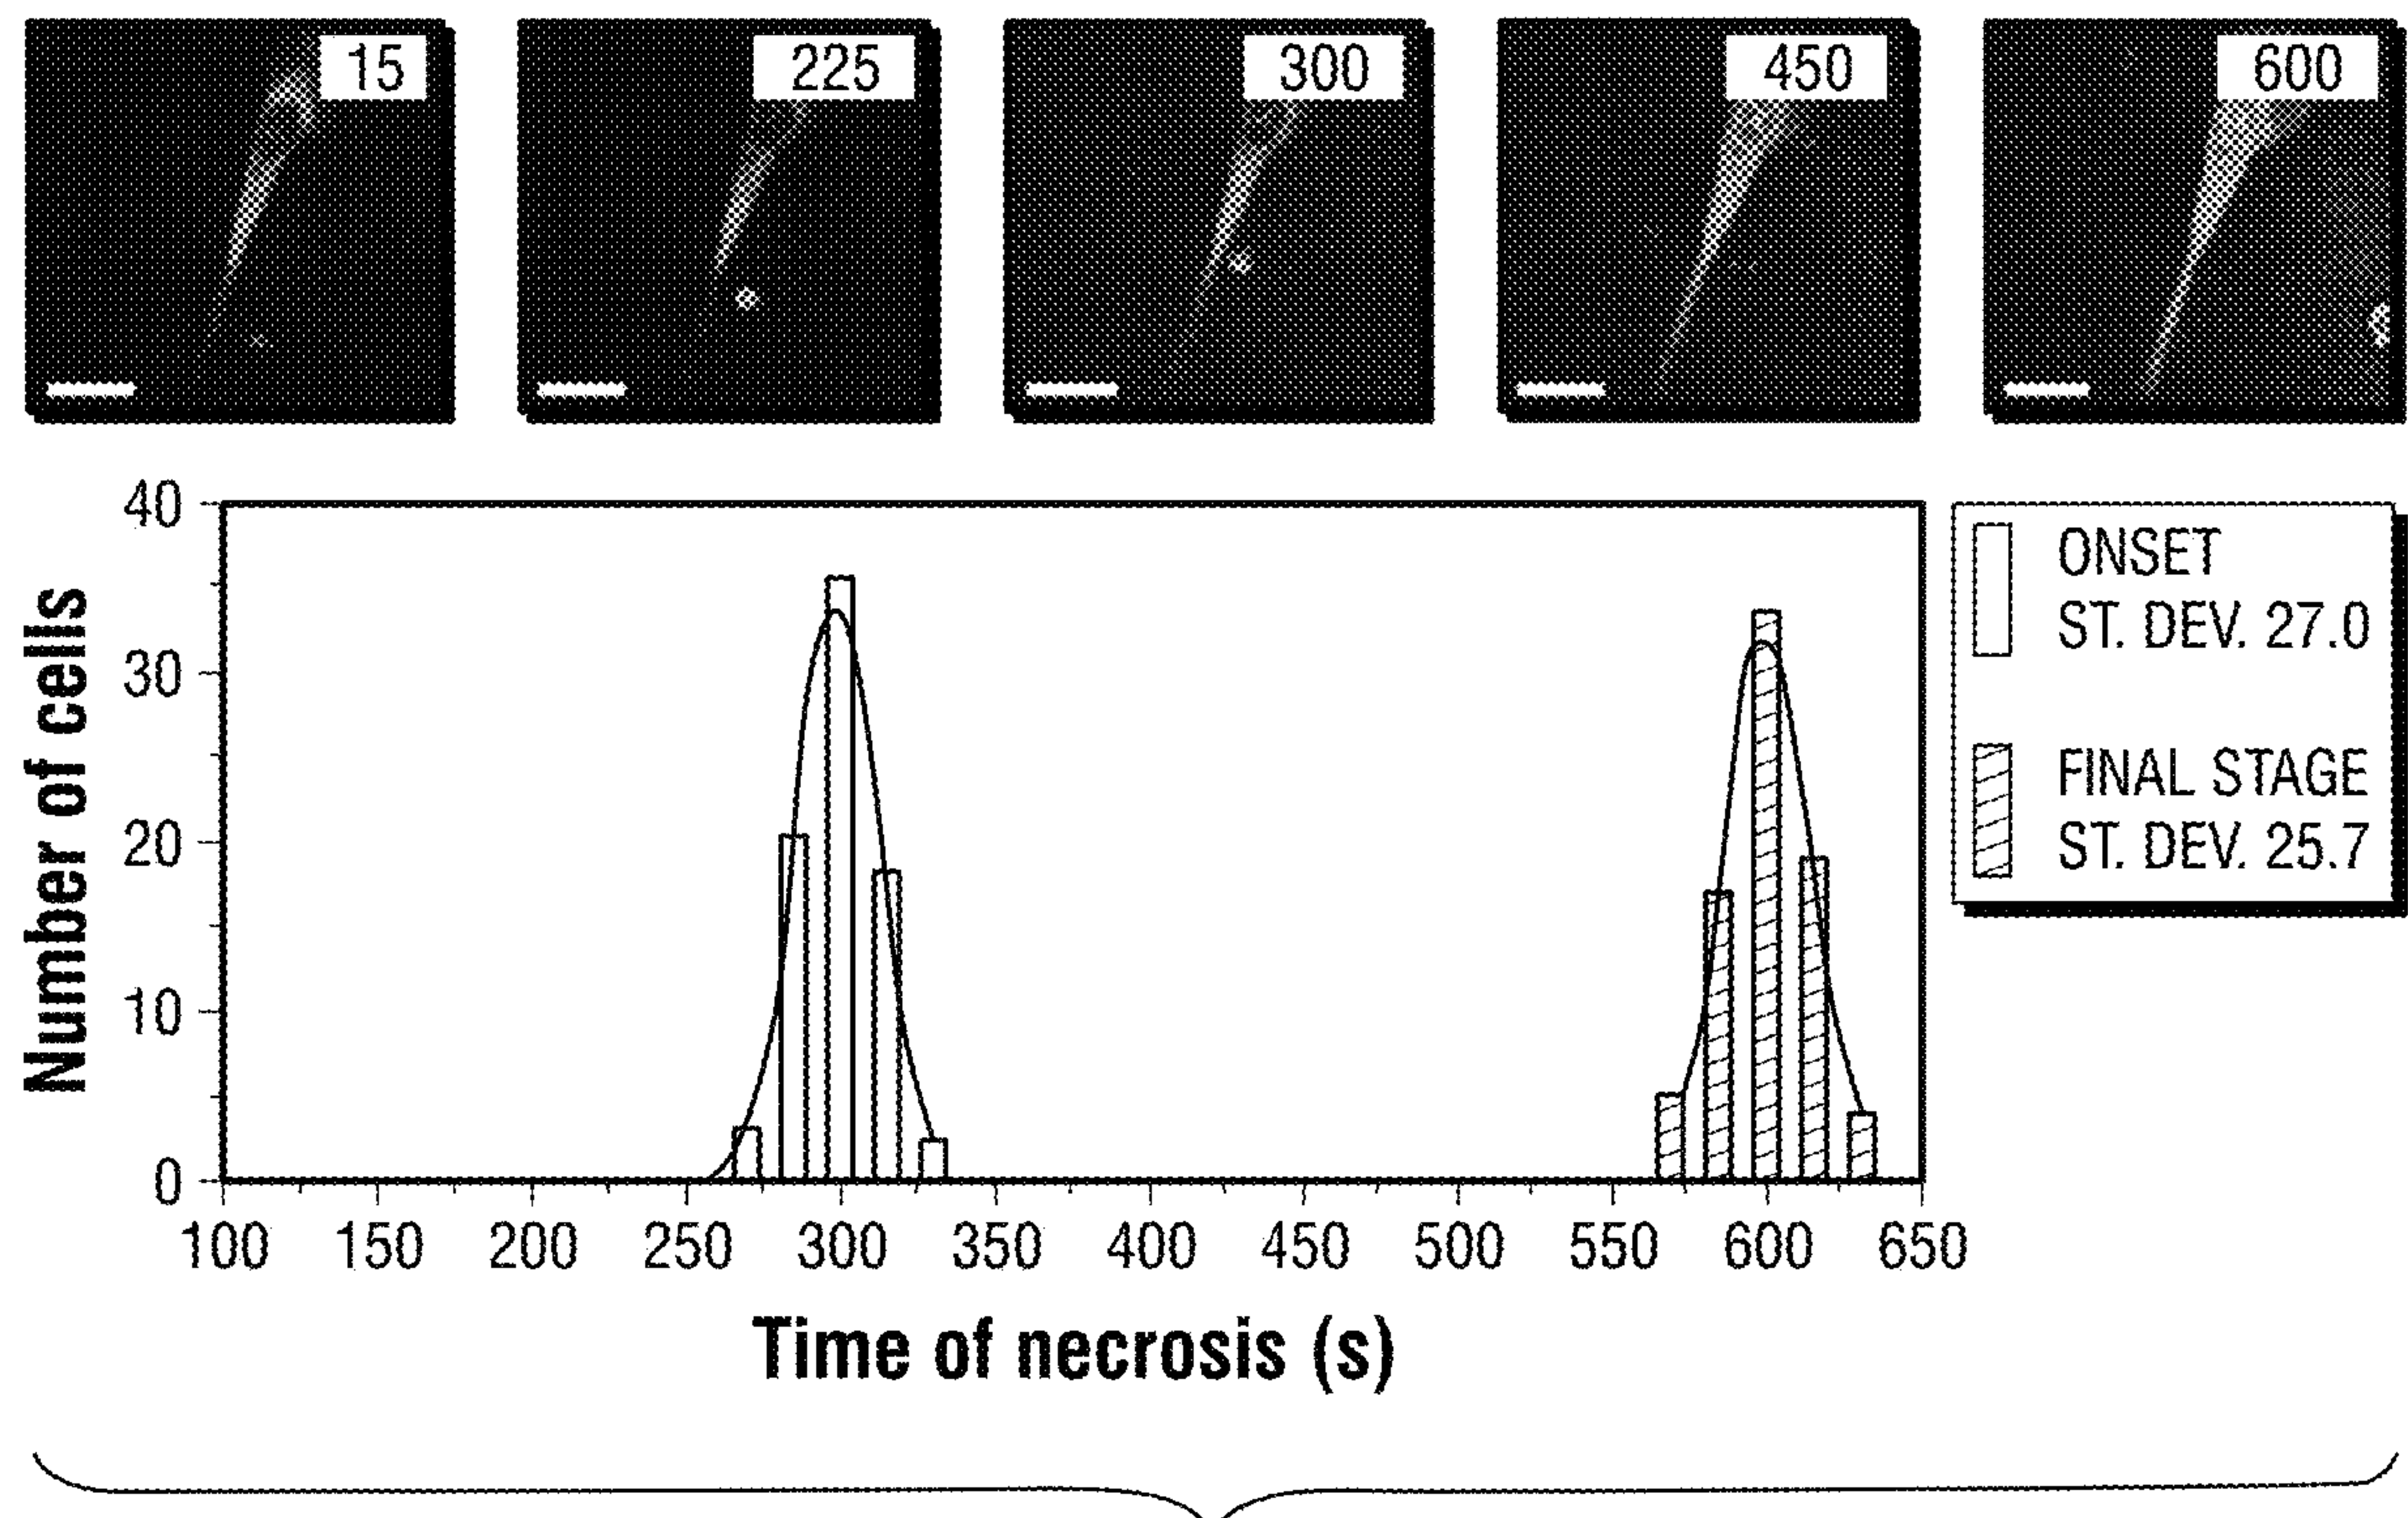 15
225
300
450
600
40
30
20
10
0
Number of cells
100 150 200 250 300 350 400 450 500 550 600 650
Time of necrosis (s)
ONSET
ST. DEV. 27.0
FINAL STAGE
ST. DEV. 25.7